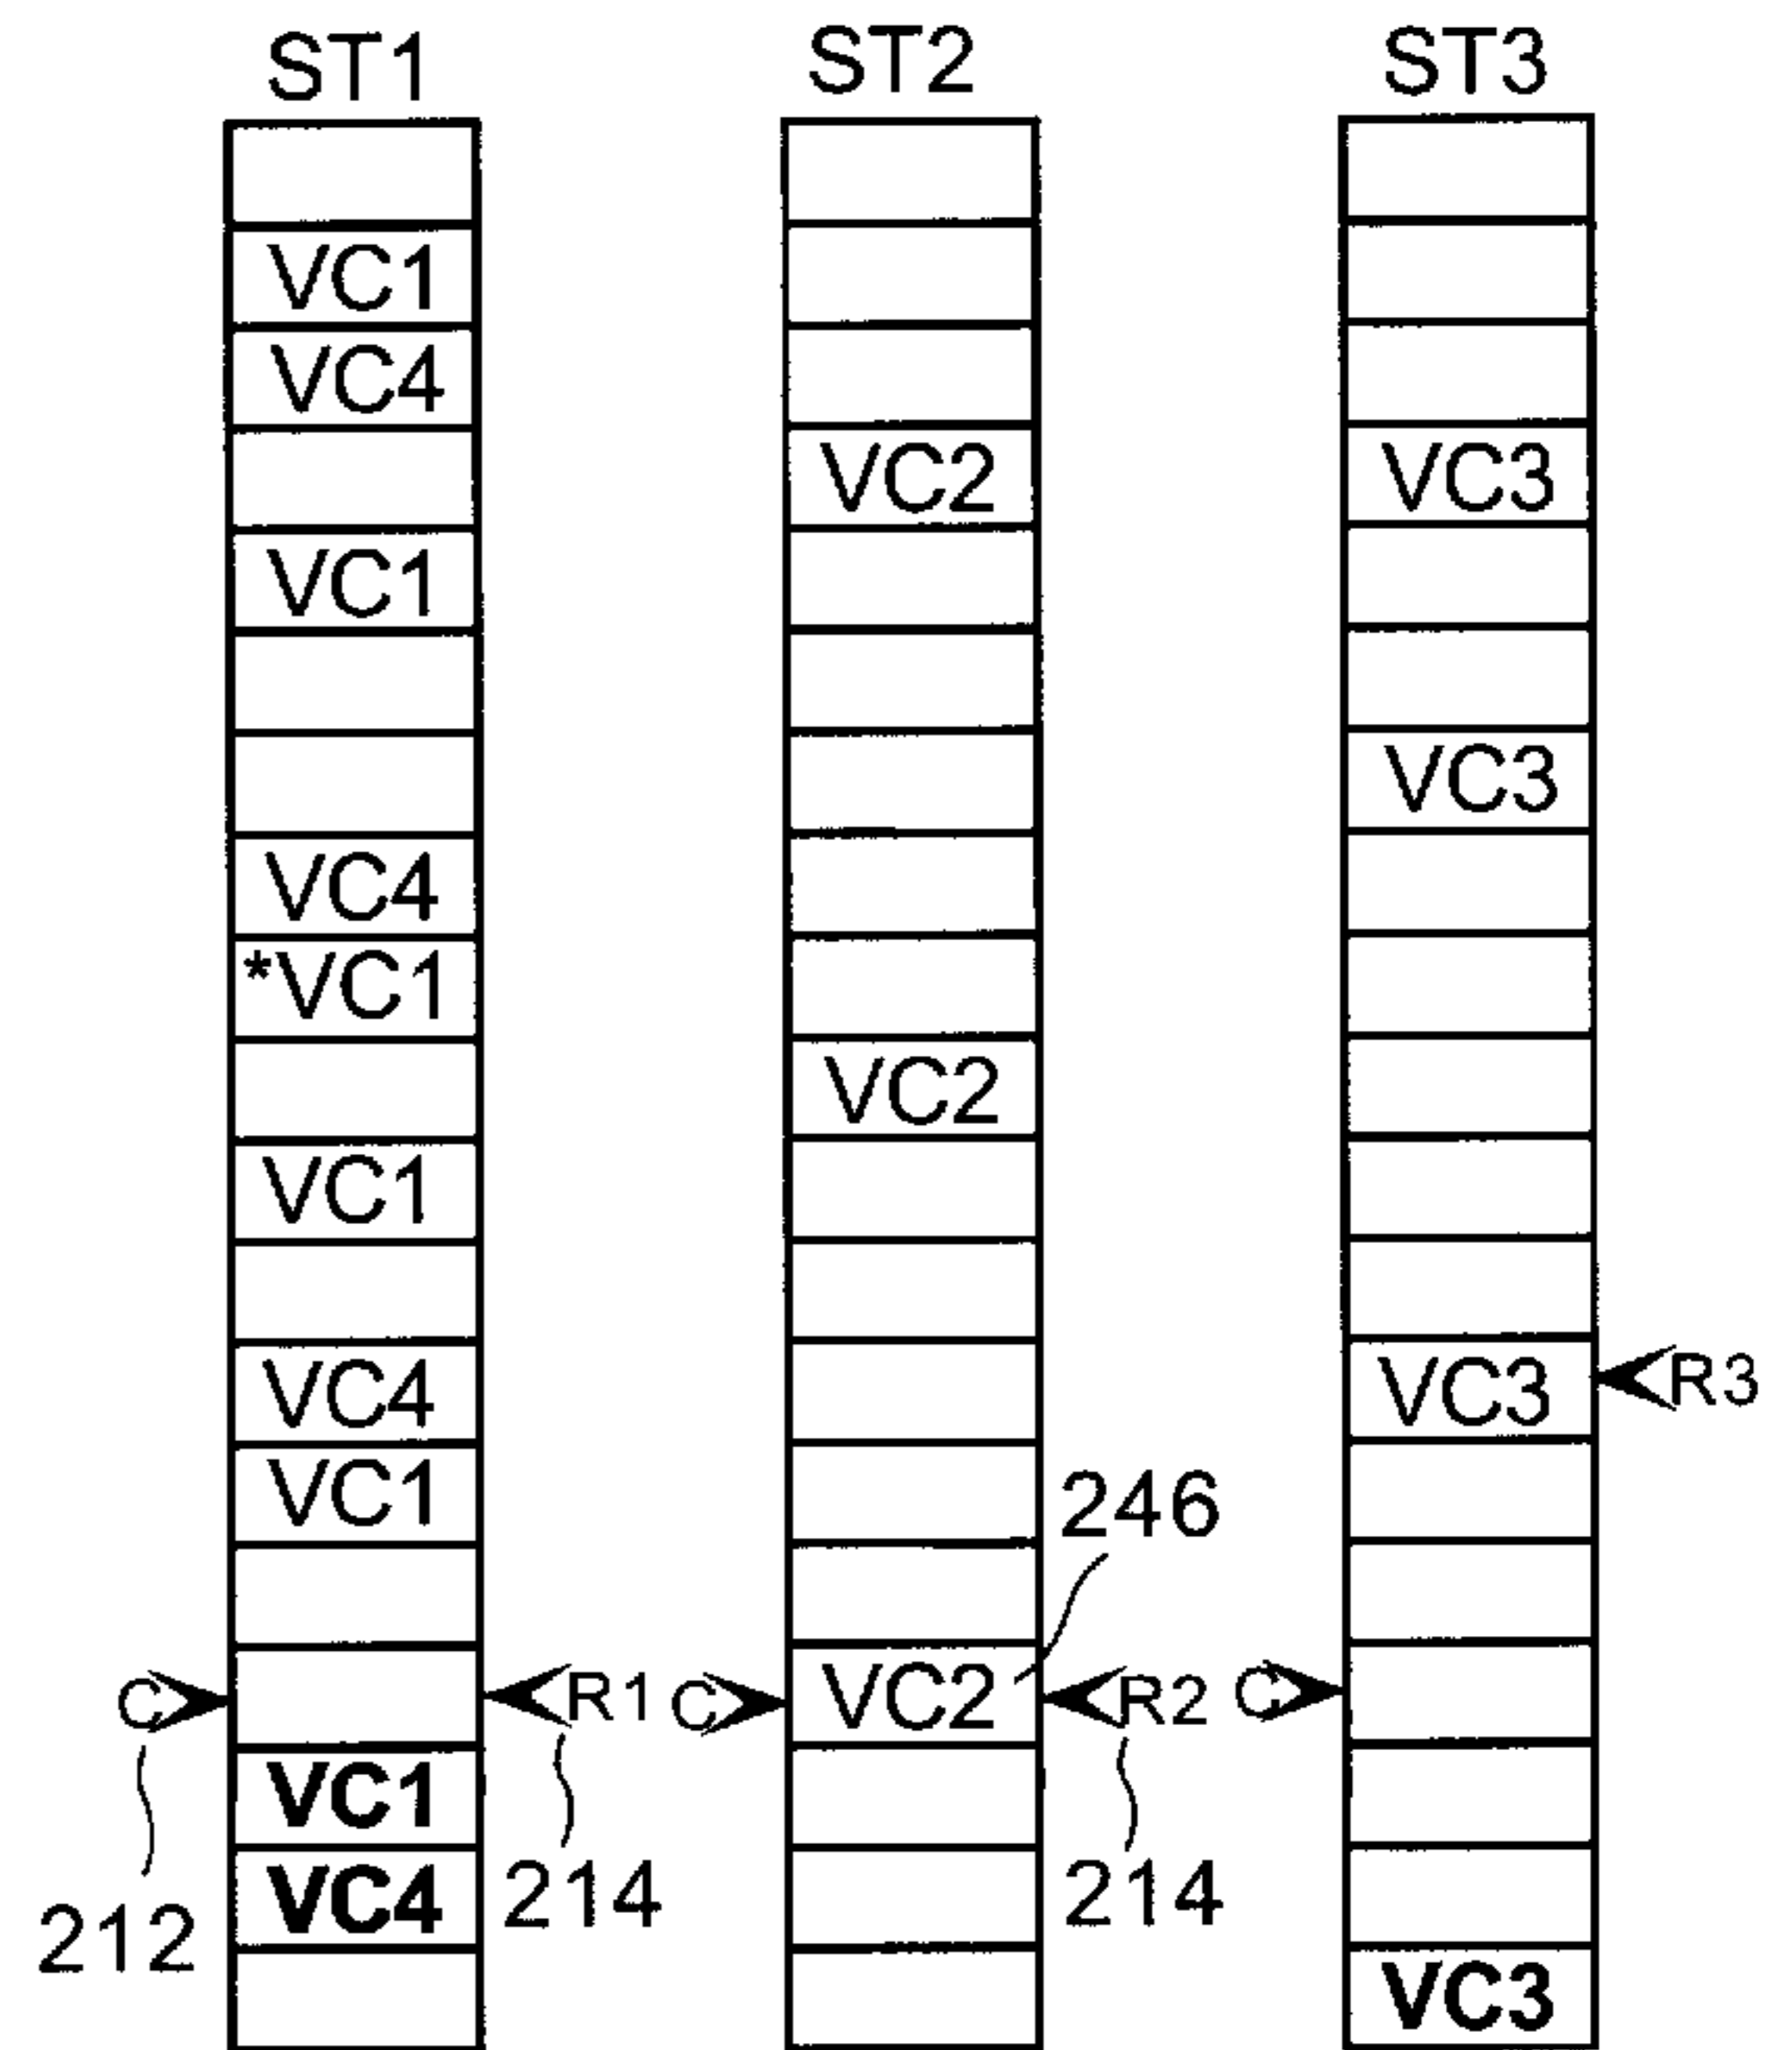 ST1 ST2 ST3
VC1
VC4
VC2 VC3
VC1
VC3
VC4
*VC1
VC2
VC1
VC4 VC3 R3
VC1
246
C R1 C VC2 R2 C
VC1
VC4
212 214 214
VC3